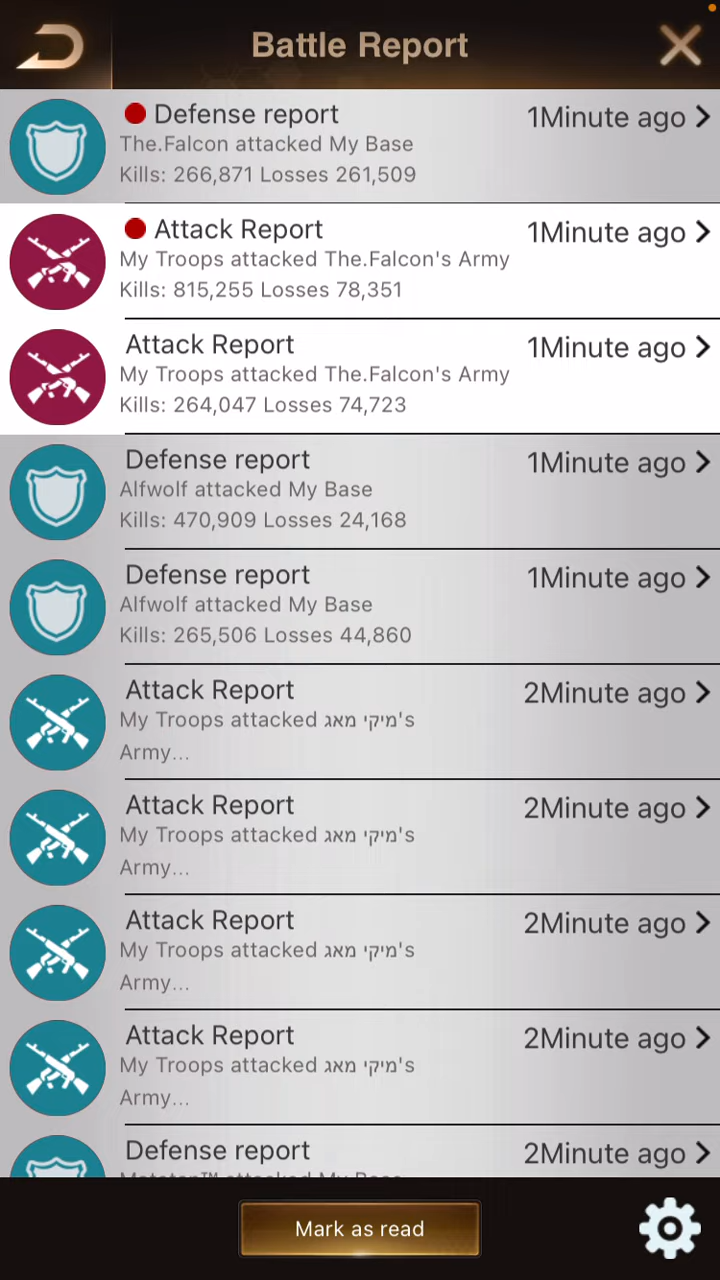 Battle Report
Defense report
1Minute ago
The.Falcon attacked My Base
Kills: 266,871 Losses 261,509
Attack Report
1Minute ago
My Troops attacked The.Falcon's Army
Kills: 815,255 Losses 78,351
Attack Report
1Minute ago
My Troops attacked The.Falcon's Army
Kills: 264,047 Losses 74,723
Defense report
1Minute ago
Alfwolf attacked My Base
Kills: 470,909 Losses 24,168
Defense report
1Minute ago
Alfwolf attacked My Base
Kills: 265,506 Losses 44,860
Attack Report
2Minute ago
My Troops attacked מיקי מאג's
Army...
Attack Report
2Minute ago
My Troops attacked מיקי מאג's
Army...
Attack Report
2Minute ago
My Troops attacked מיקי מאג's
Army...
Attack Report
2Minute ago
My Troops attacked מיקי מאג's
Army...
Defense report
2Minute ago
attacked My Base
Mark as read